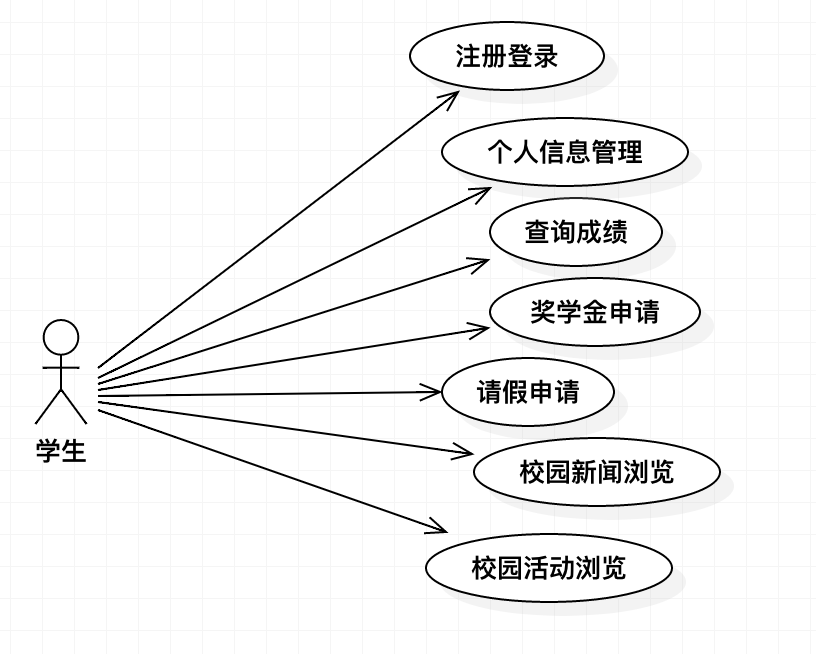 注册登录
个人信息管理
查询成绩
奖学金申请
请假申请
校园新闻浏览
校园活动浏览
学生